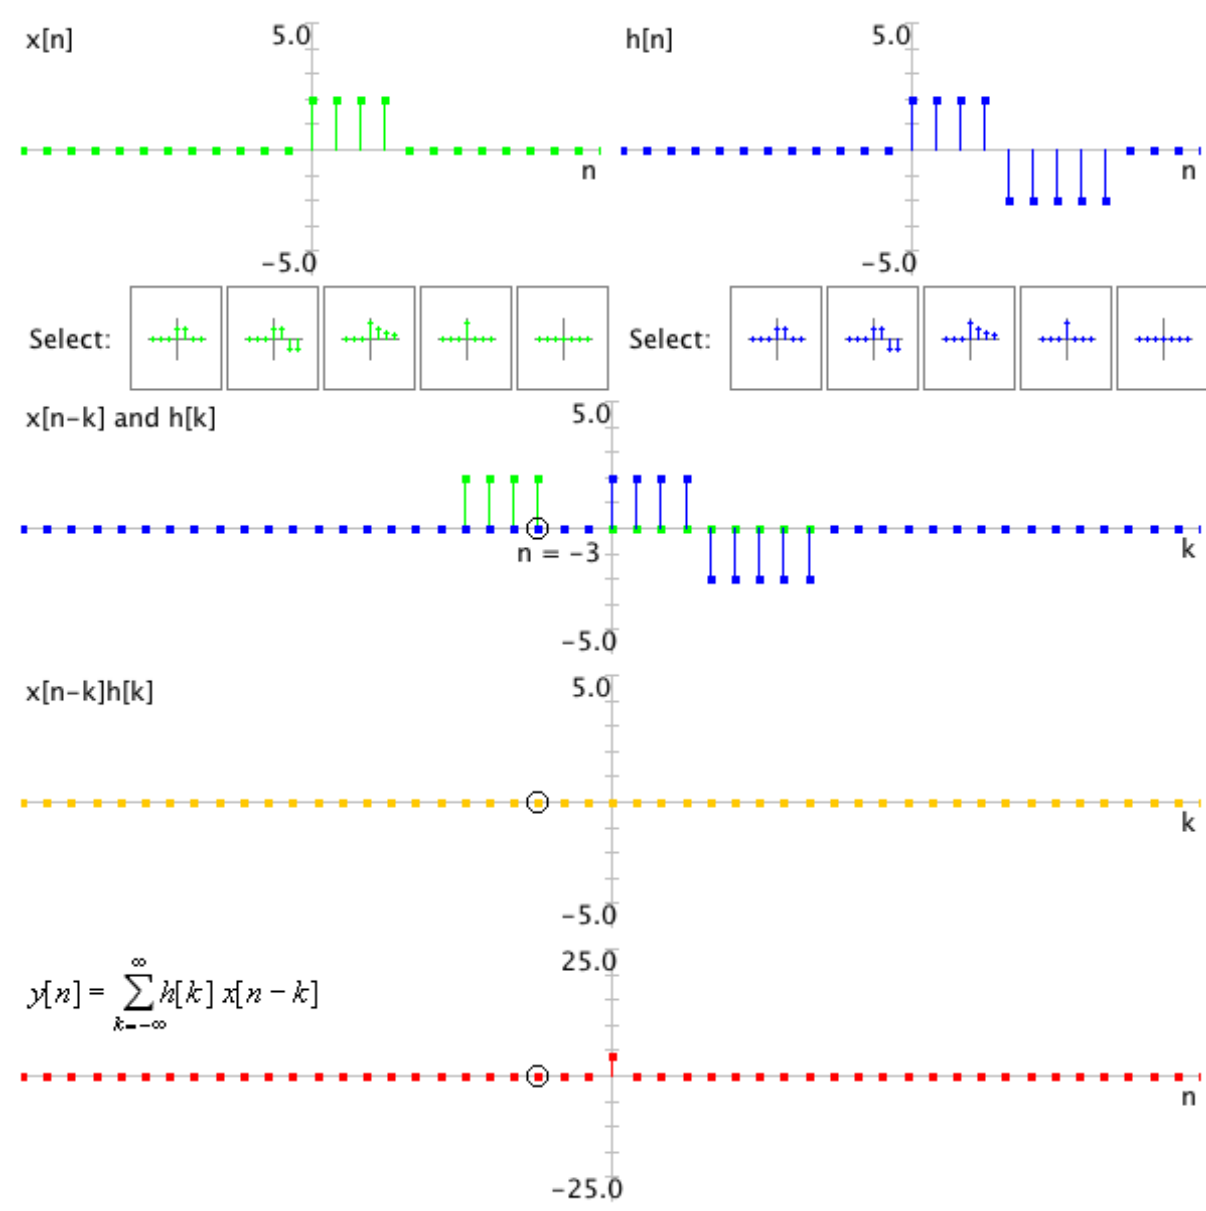 x[n]
5.0
n
-5.0
h[n]
5.0
n
-5.0
Select:
Select:
x[n-k] and h[k]
5.0
n = -3
k
-5.0
x[n-k]h[k]
5.0
k
-5.0
25.0
y[n] = ∑ h[k] x[n - k]
∞
k=-∞
n
-25.0